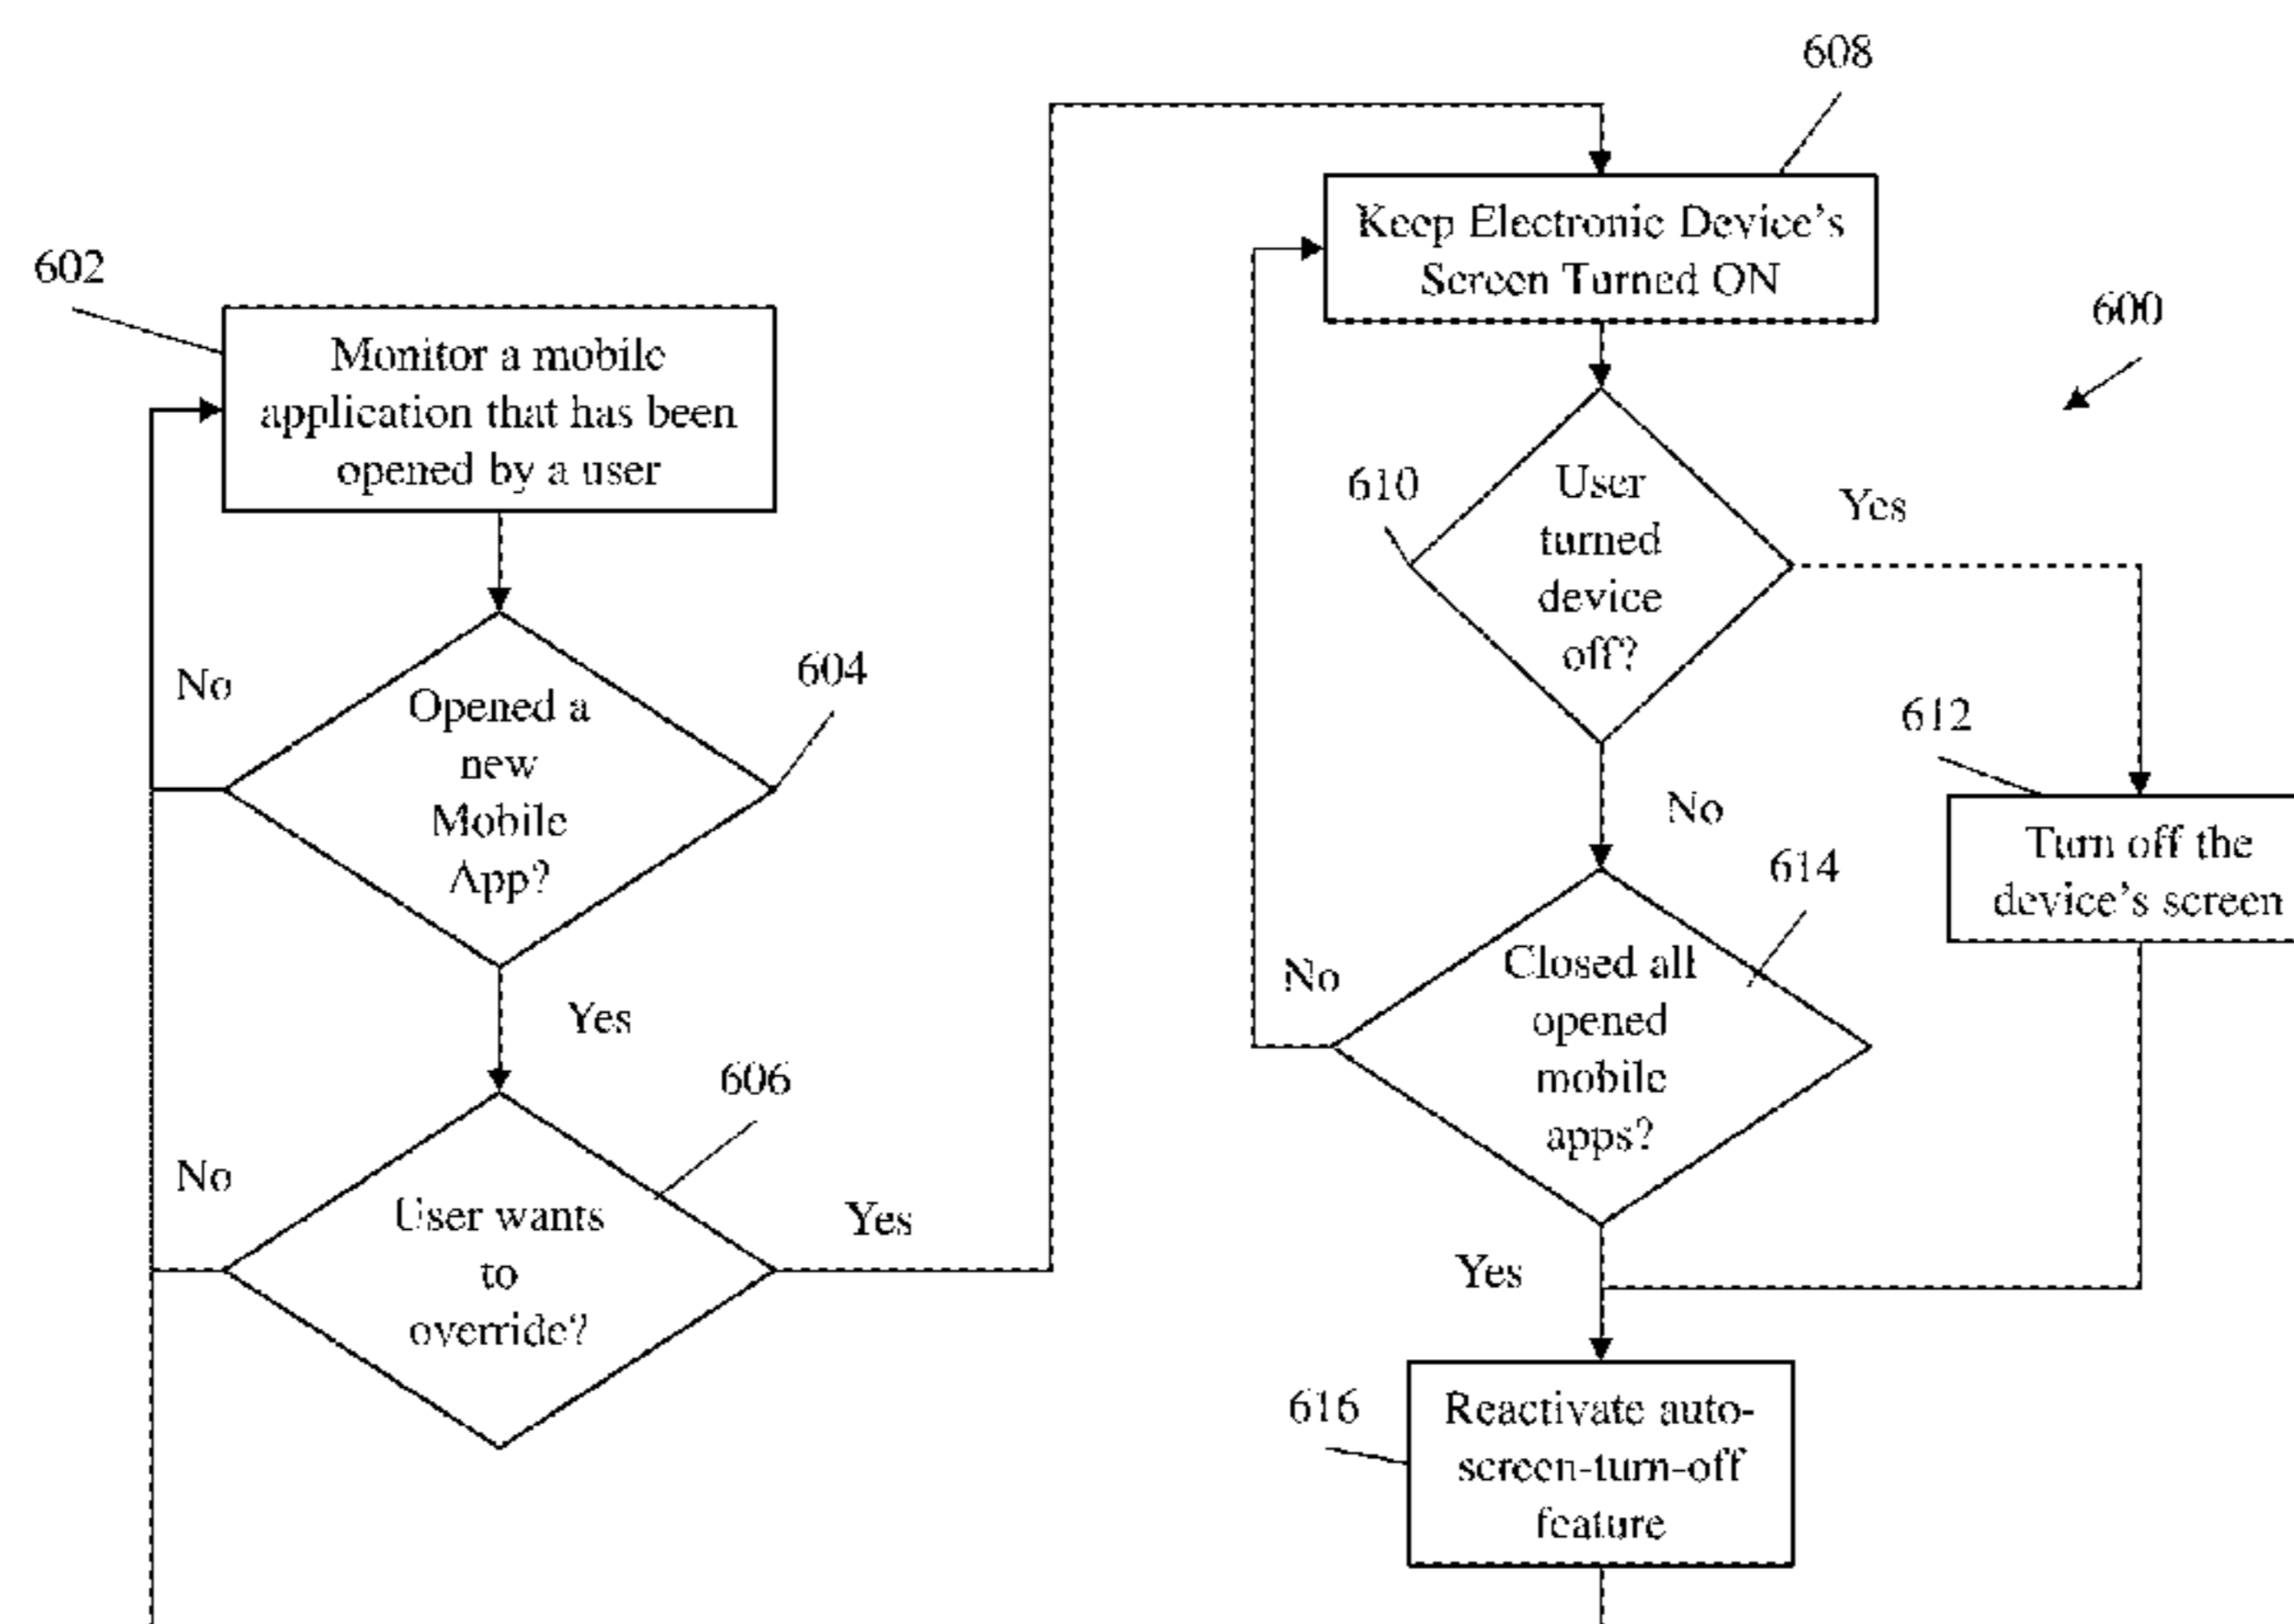 602
Monitor a mobile
application that has been
opened by a user
No
Opened a
new
Mobile
App?
604
Yes
606
No
User wants
to
override?
Yes
608
Keep Electronic Device's
Screen Turned ON
600
610
User
turned
device
off?
Yes
612
Turn off the
device's screen
No
614
No
Closed all
opened
mobile
apps?
Yes
616
Reactivate auto-
screen-turn-off
feature